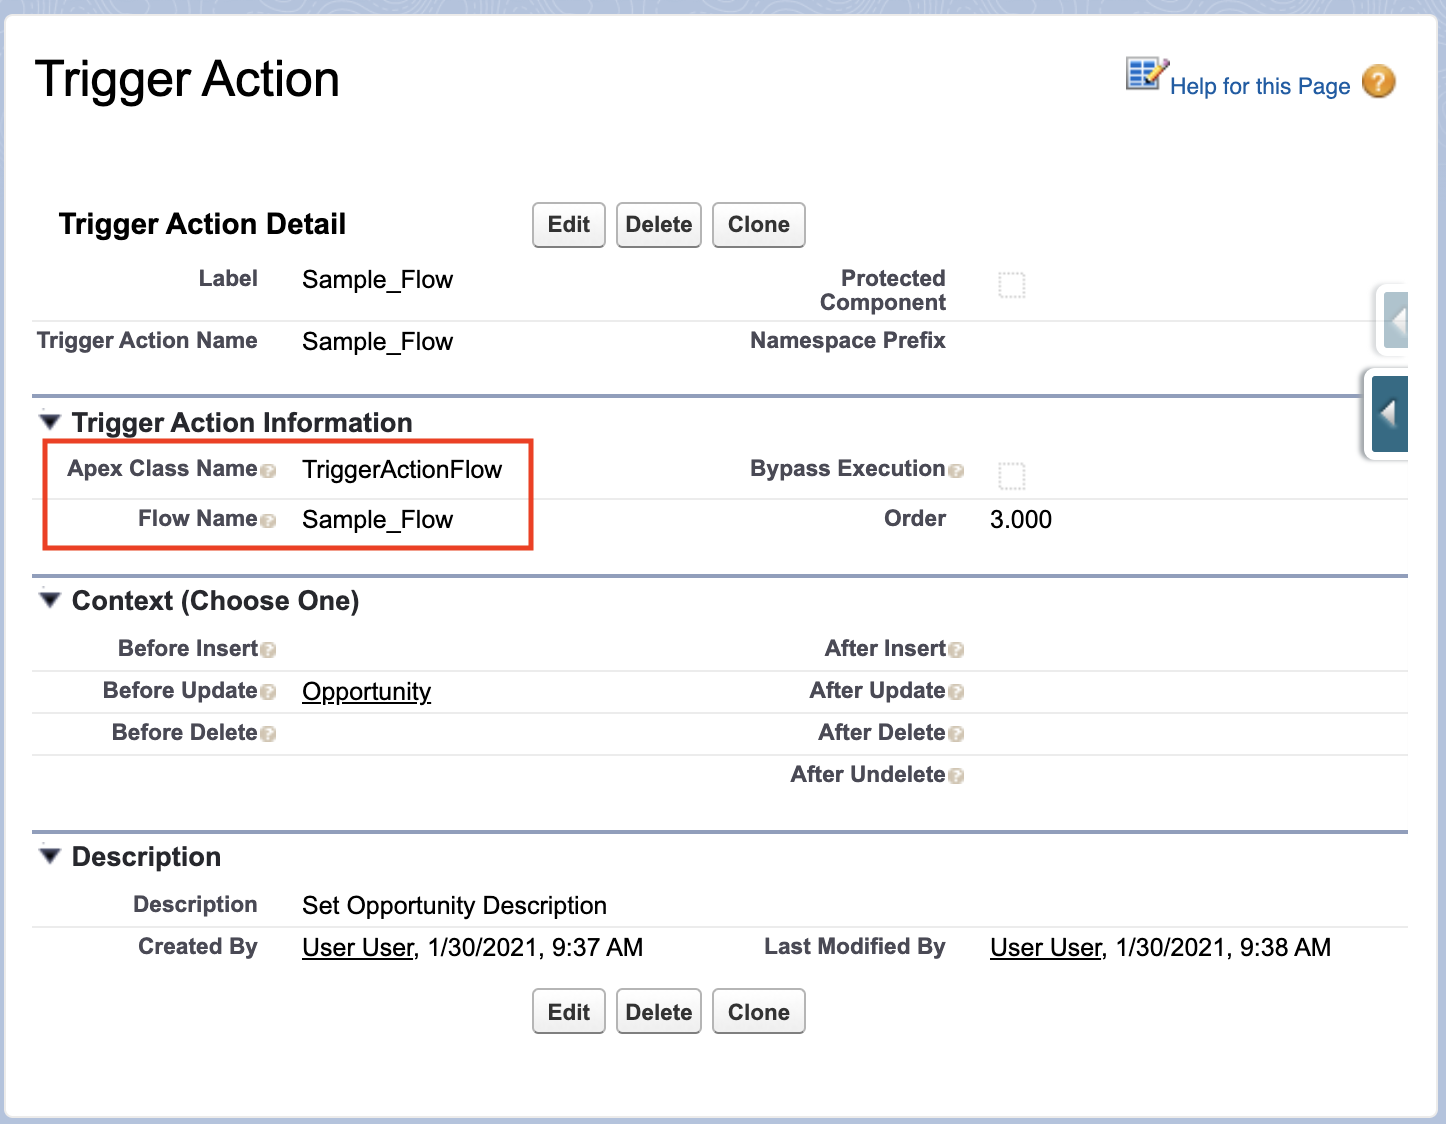 Trigger Action
Help for this Page ?
Trigger Action Detail
Edit Delete Clone
Label Sample_Flow Protected Component
Trigger Action Name Sample_Flow Namespace Prefix
Trigger Action Information
Apex Class Name ? TriggerActionFlow Bypass Execution ?
Flow Name ? Sample_Flow Order 3.000
Context (Choose One)
Before Insert ? After Insert ?
Before Update ? Opportunity After Update ?
Before Delete ? After Delete ?
After Undelete ?
Description
Description Set Opportunity Description
Created By User User, 1/30/2021, 9:37 AM Last Modified By User User, 1/30/2021, 9:38 AM
Edit Delete Clone